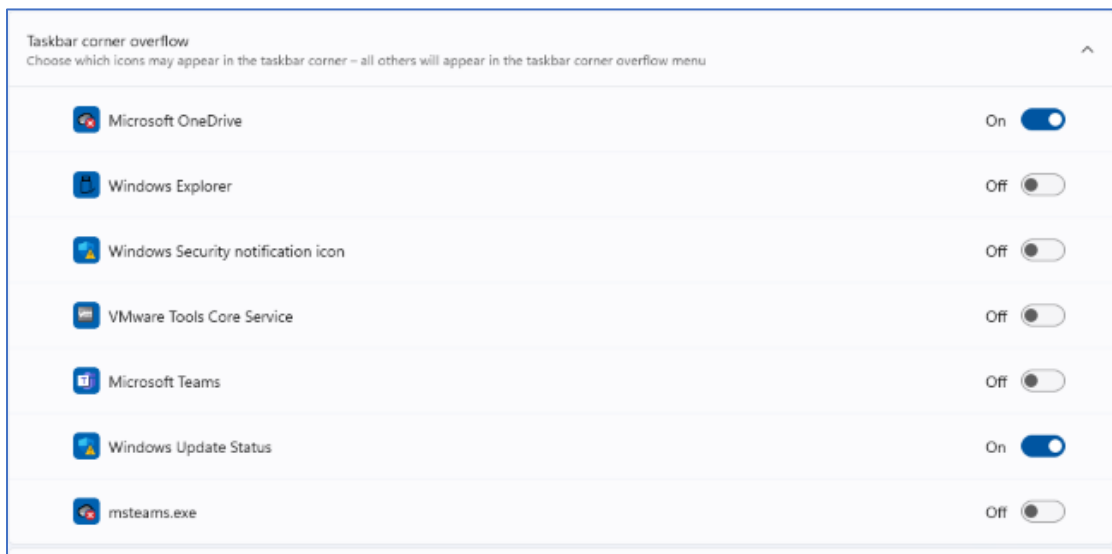 Taskbar corner overflow
Choose which icons may appear in the taskbar corner – all others will appear in the taskbar corner overflow menu
Microsoft OneDrive On
Windows Explorer Off
Windows Security notification icon Off
VMware Tools Core Service Off
Microsoft Teams Off
Windows Update Status On
msteams.exe Off